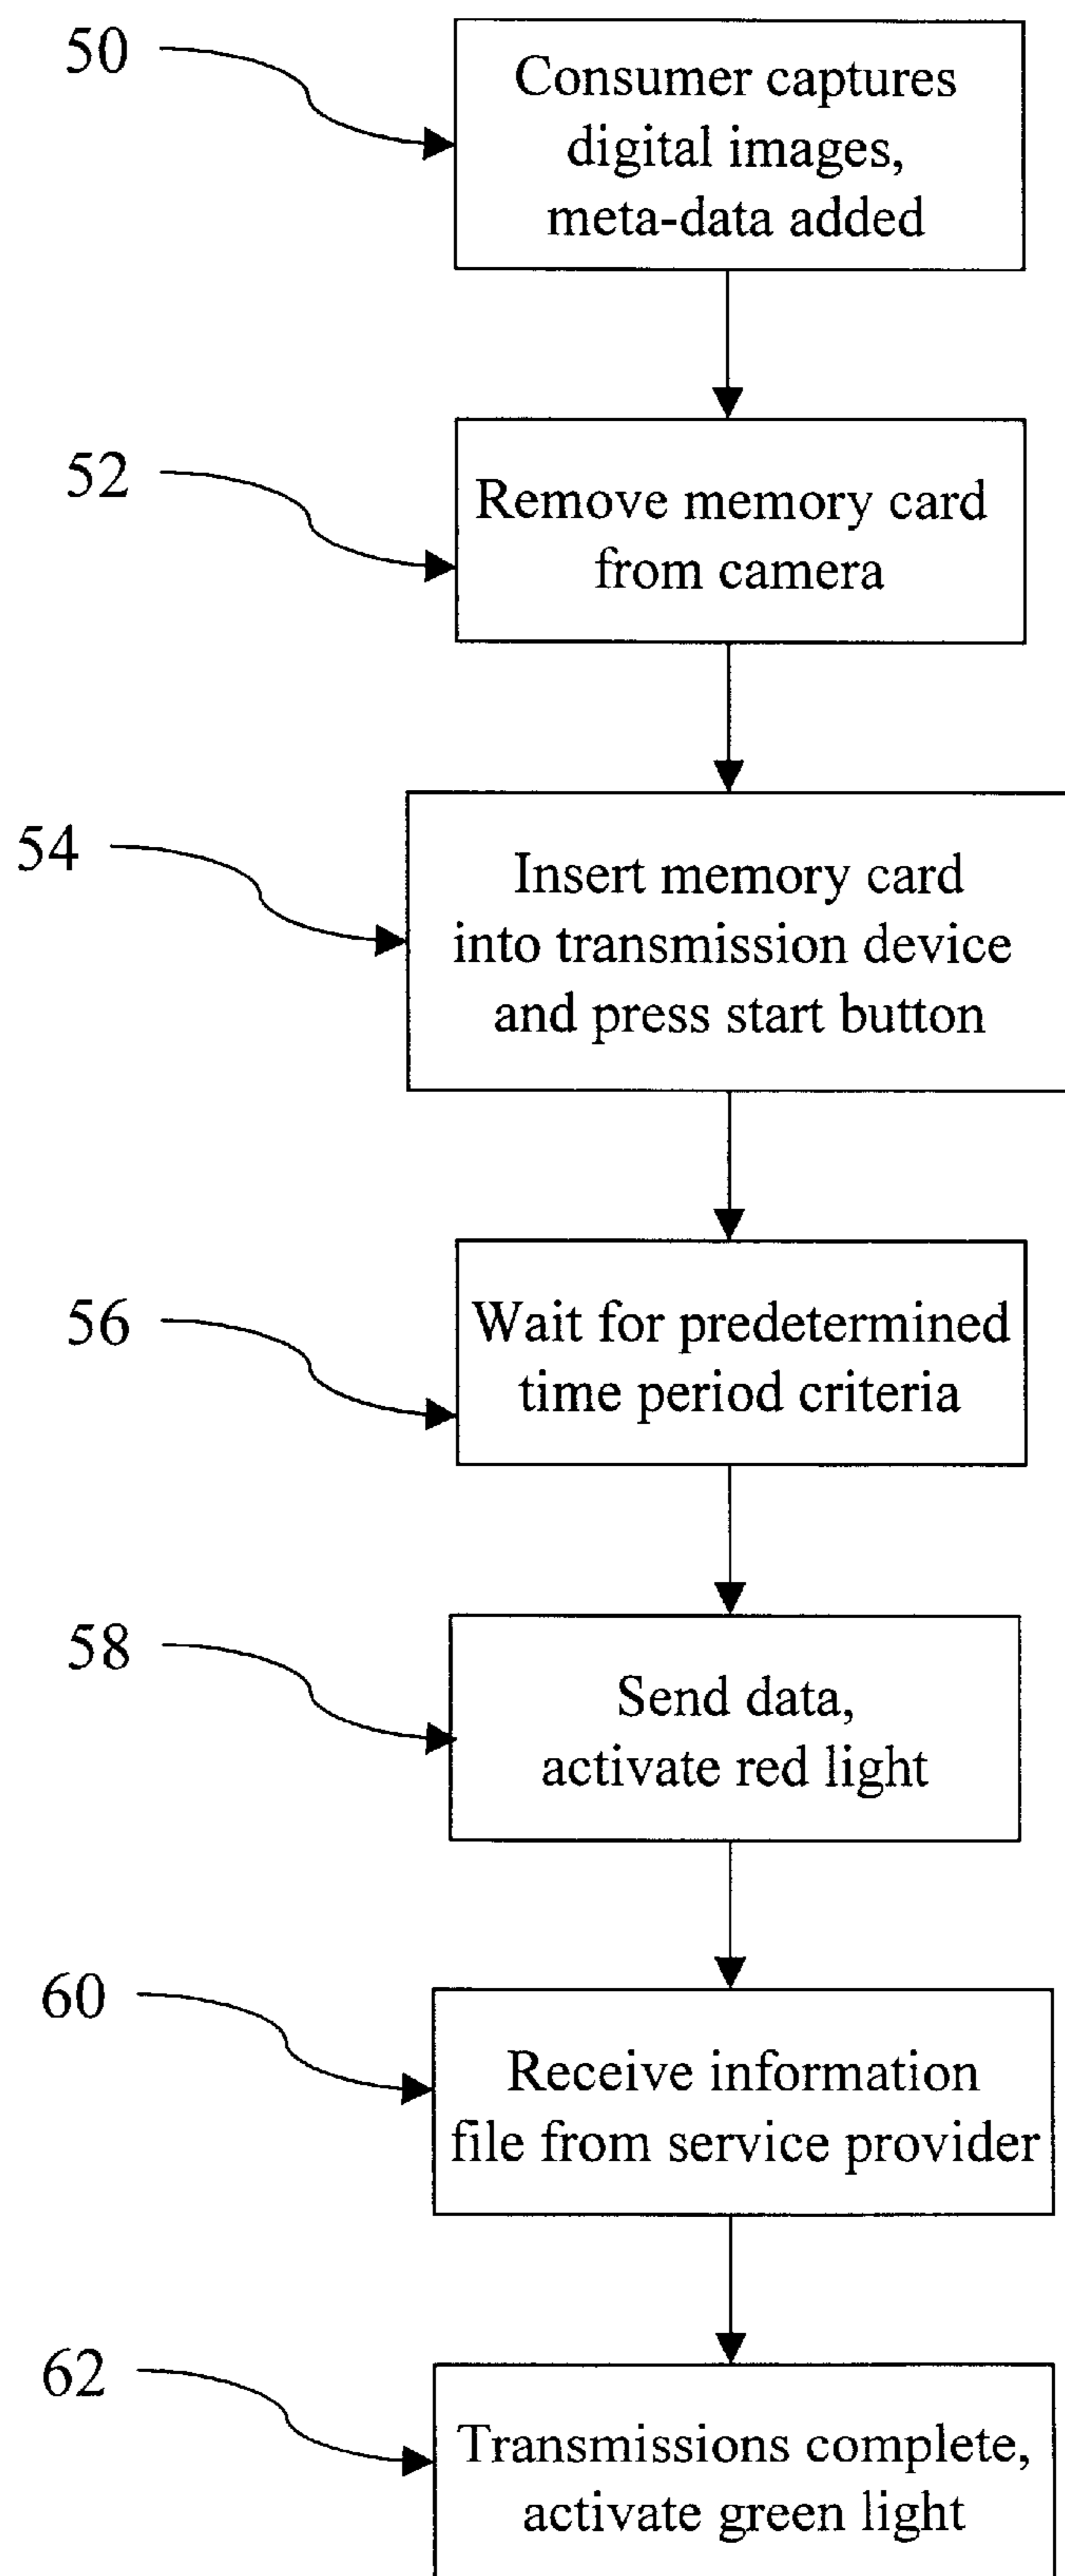 50
Consumer captures
digital images,
meta-data added
52
Remove memory card
from camera
54
Insert memory card
into transmission device
and press start button
56
Wait for predetermined
time period criteria
58
Send data,
activate red light
60
Receive information
file from service provider
62
Transmissions complete,
activate green light